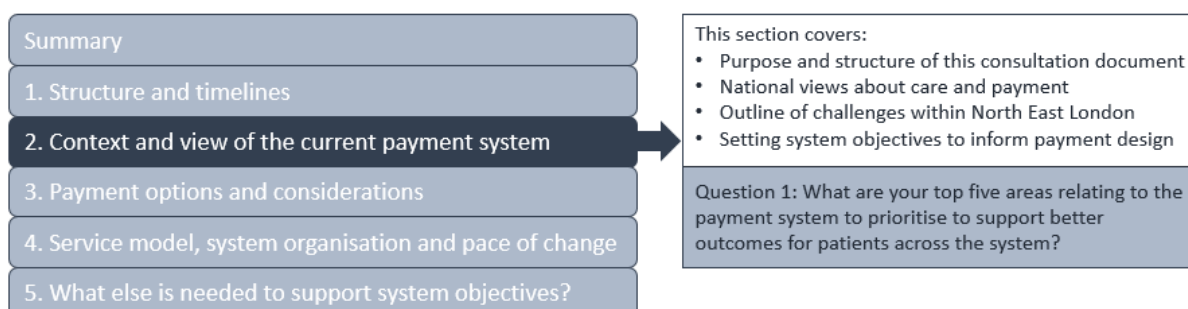 Summary
1. Structure and timelines
2. Context and view of the current payment system
3. Payment options and considerations
4. Service model, system organisation and pace of change
5. What else is needed to support system objectives?
This section covers:
• Purpose and structure of this consultation document
• National views about care and payment
• Outline of challenges within North East London
• Setting system objectives to inform payment design
Question 1: What are your top five areas relating to the
payment system to prioritise to support better
outcomes for patients across the system?